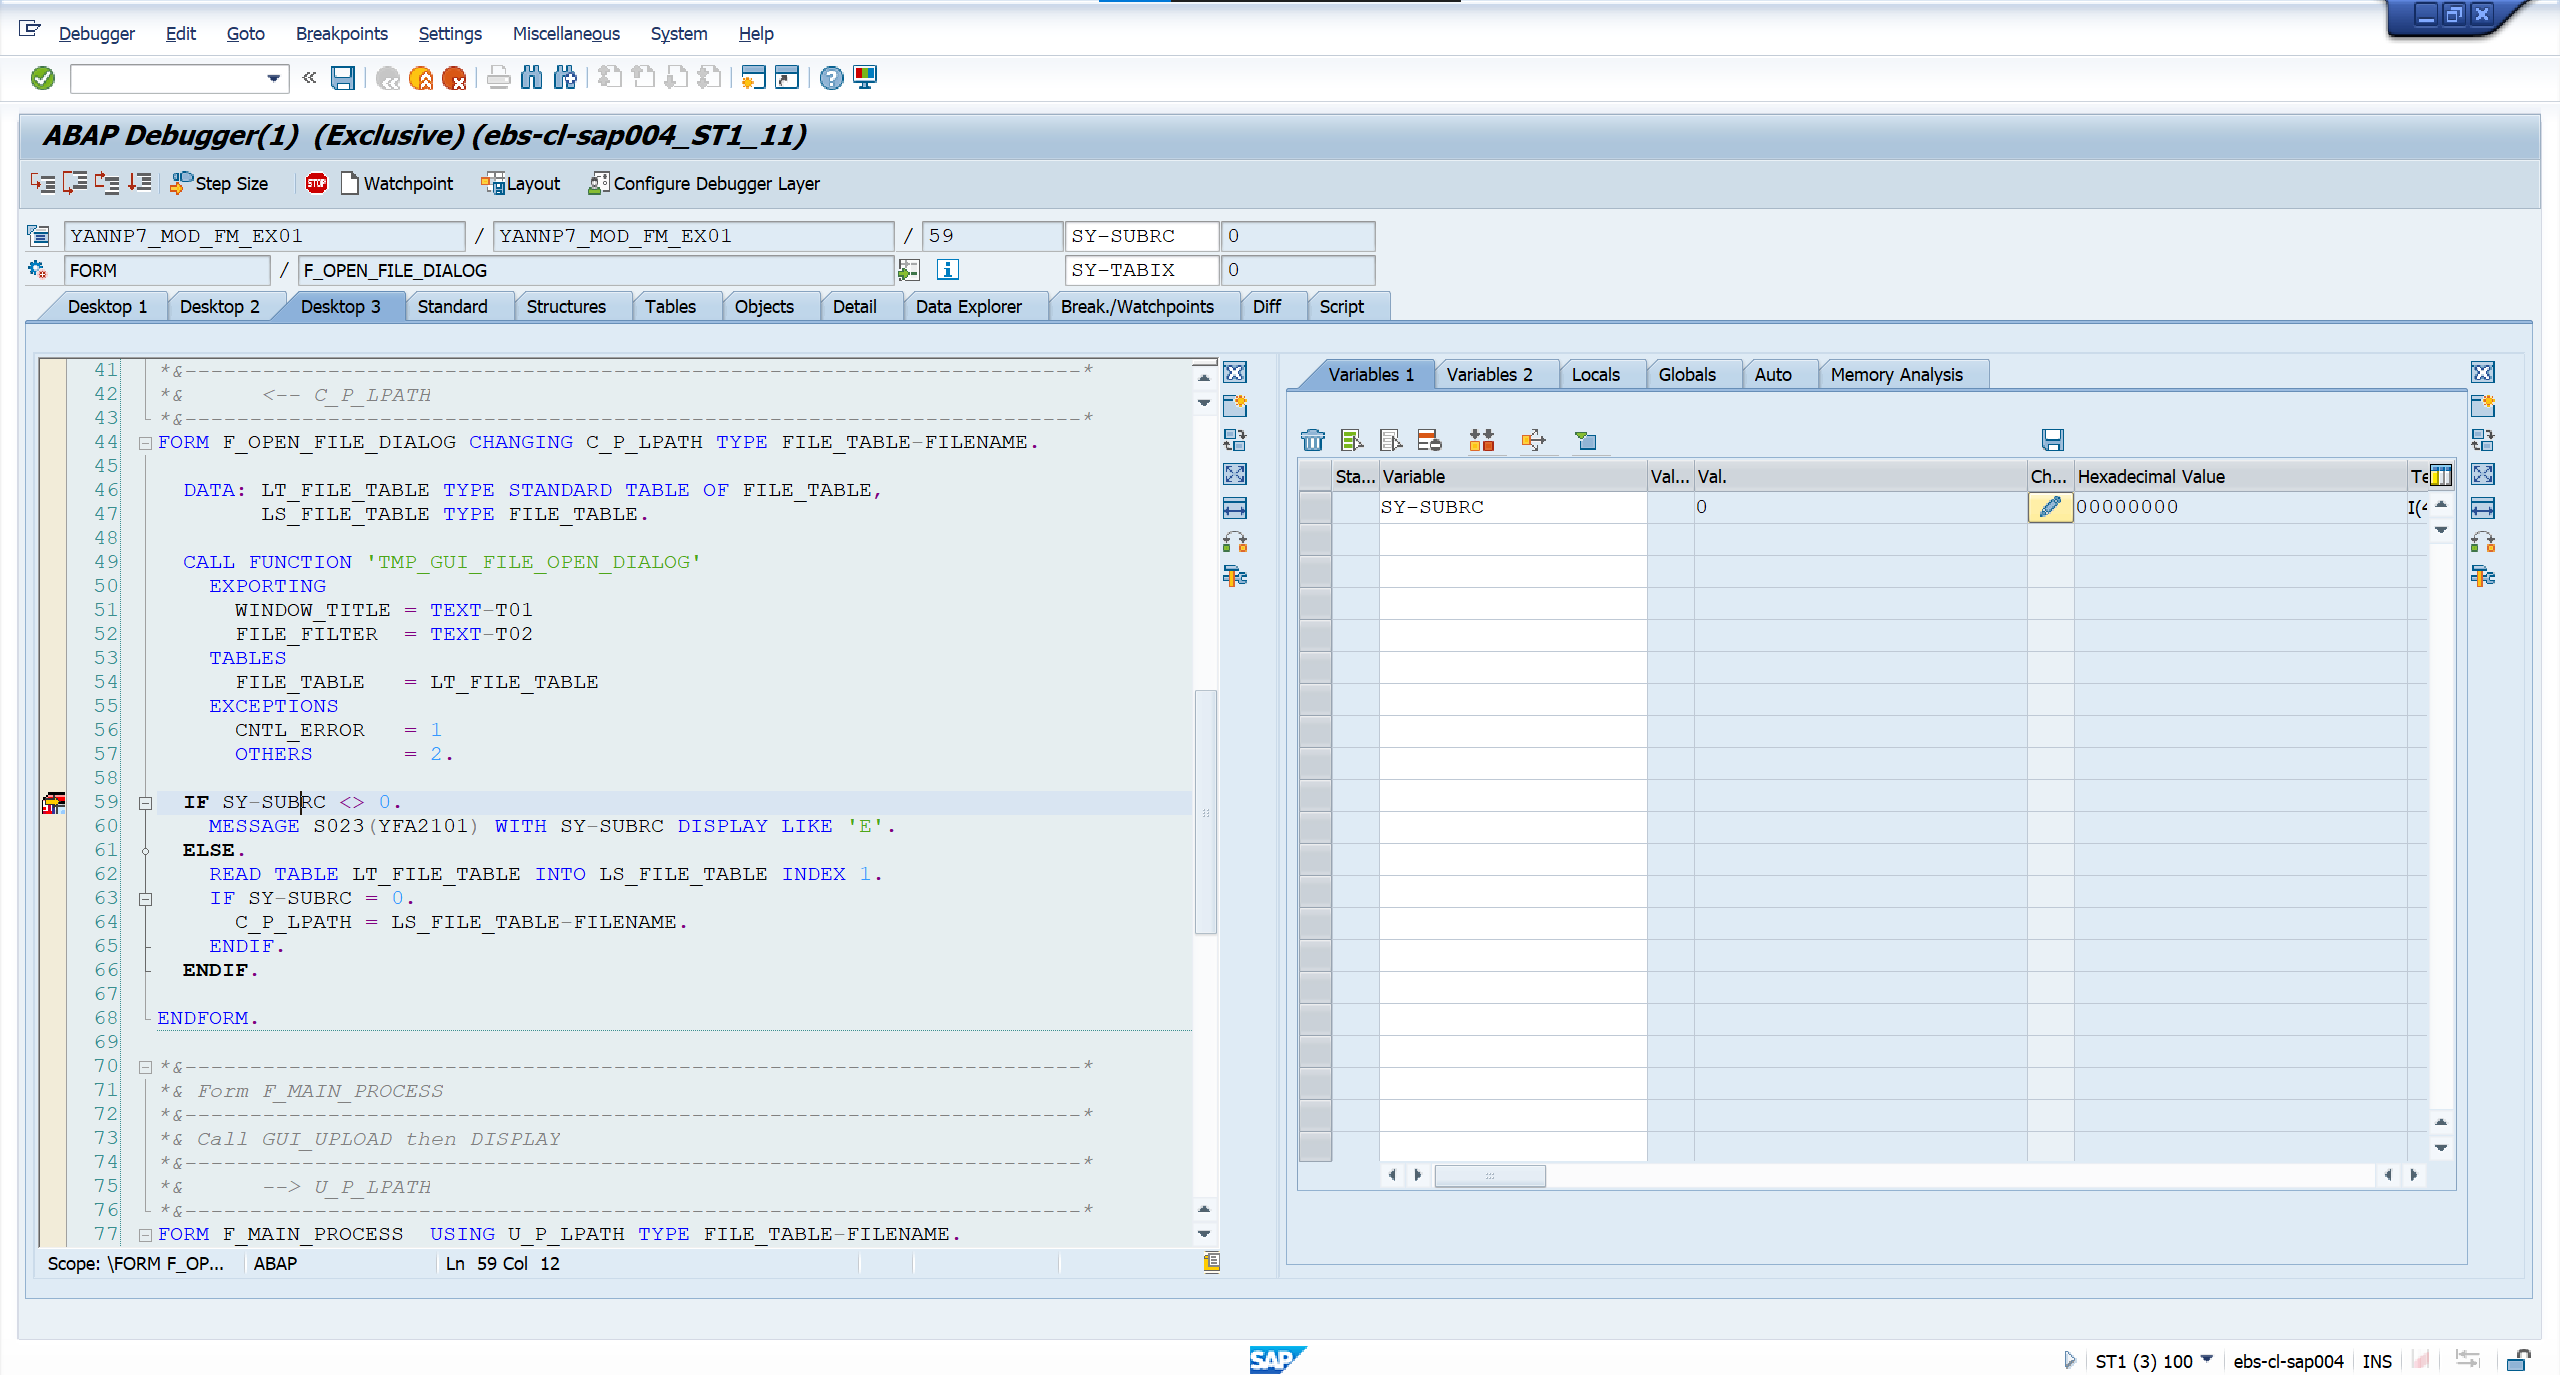 Debugger Edit Goto Breakpoints Settings Miscellaneous System Help
ABAP Debugger(1) (Exclusive) (ebs-cl-sap004_ST1_11)
Step Size STOP Watchpoint Layout Configure Debugger Layer
YANNP7_MOD_FM_EX01 / YANNP7_MOD_FM_EX01 / 59 SY-SUBRC 0
FORM / F_OPEN_FILE_DIALOG SY-TABIX 0
Desktop 1 Desktop 2 Desktop 3 Standard Structures Tables Objects Detail Data Explorer Break./Watchpoints Diff Script
41 *&---------------------------------------------------------------------*
42 *&      <-- C_P_LPATH
43 *&---------------------------------------------------------------------*
44 FORM F_OPEN_FILE_DIALOG CHANGING C_P_LPATH TYPE FILE_TABLE-FILENAME.
45
46   DATA: LT_FILE_TABLE TYPE STANDARD TABLE OF FILE_TABLE,
47         LS_FILE_TABLE TYPE FILE_TABLE.
48
49   CALL FUNCTION 'TMP_GUI_FILE_OPEN_DIALOG'
50     EXPORTING
51       WINDOW_TITLE = TEXT-T01
52       FILE_FILTER  = TEXT-T02
53     TABLES
54       FILE_TABLE   = LT_FILE_TABLE
55     EXCEPTIONS
56       CNTL_ERROR   = 1
57       OTHERS       = 2.
58
59   IF SY-SUBRC <> 0.
60     MESSAGE S023(YFA2101) WITH SY-SUBRC DISPLAY LIKE 'E'.
61   ELSE.
62     READ TABLE LT_FILE_TABLE INTO LS_FILE_TABLE INDEX 1.
63     IF SY-SUBRC = 0.
64       C_P_LPATH = LS_FILE_TABLE-FILENAME.
65     ENDIF.
66   ENDIF.
67
68 ENDFORM.
69
70 *&---------------------------------------------------------------------*
71 *& Form F_MAIN_PROCESS
72 *&---------------------------------------------------------------------*
73 *& Call GUI_UPLOAD then DISPLAY
74 *&---------------------------------------------------------------------*
75 *&      --> U_P_LPATH
76 *&---------------------------------------------------------------------*
77 FORM F_MAIN_PROCESS  USING U_P_LPATH TYPE FILE_TABLE-FILENAME.
Scope: \FORM F_OP... ABAP Ln 59 Col 12
Variables 1 Variables 2 Locals Globals Auto Memory Analysis
Sta... Variable Val... Val. Ch... Hexadecimal Value Te
SY-SUBRC 0 00000000 I(4
SAP ST1 (3) 100 ebs-cl-sap004 INS